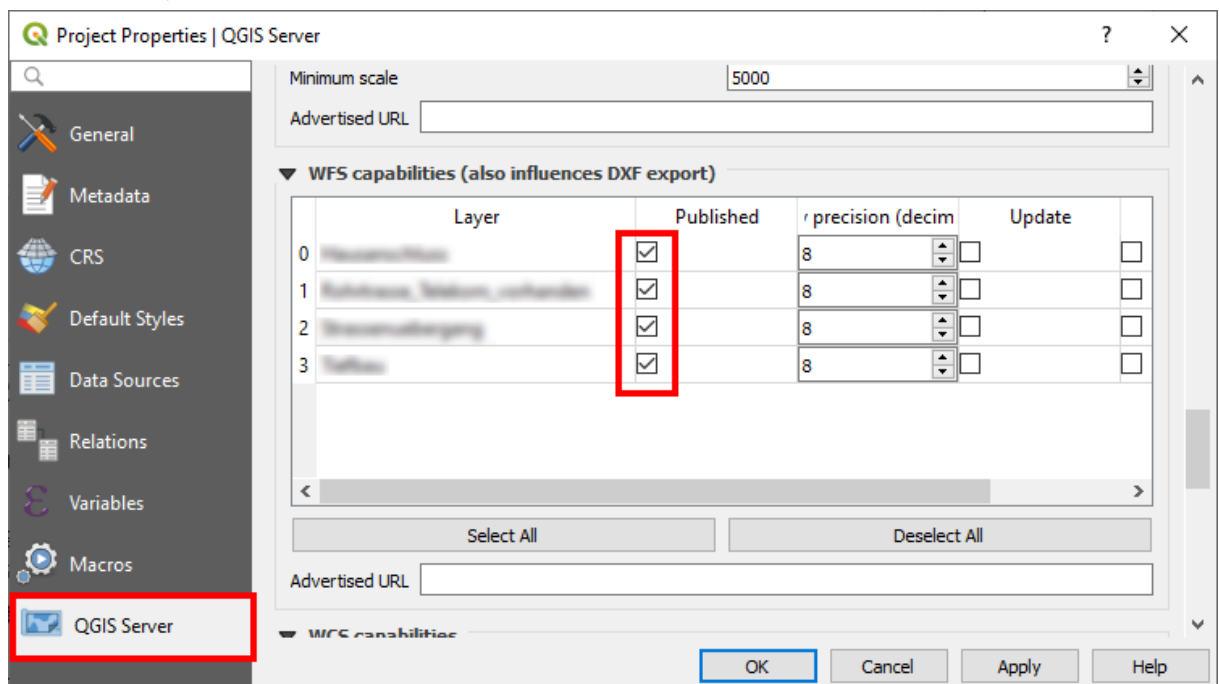 Project Properties | QGIS Server
?
Minimum scale
5000
Advertised URL
General
WFS capabilities (also influences DXF export)
Metadata
Layer Published precision (decim Update
CRS
0 8
1 8
Default Styles
2 8
3 8
Data Sources
Relations
Variables
Select All Deselect All
Macros
Advertised URL
QGIS Server
WCS capabilities
OK Cancel Apply Help